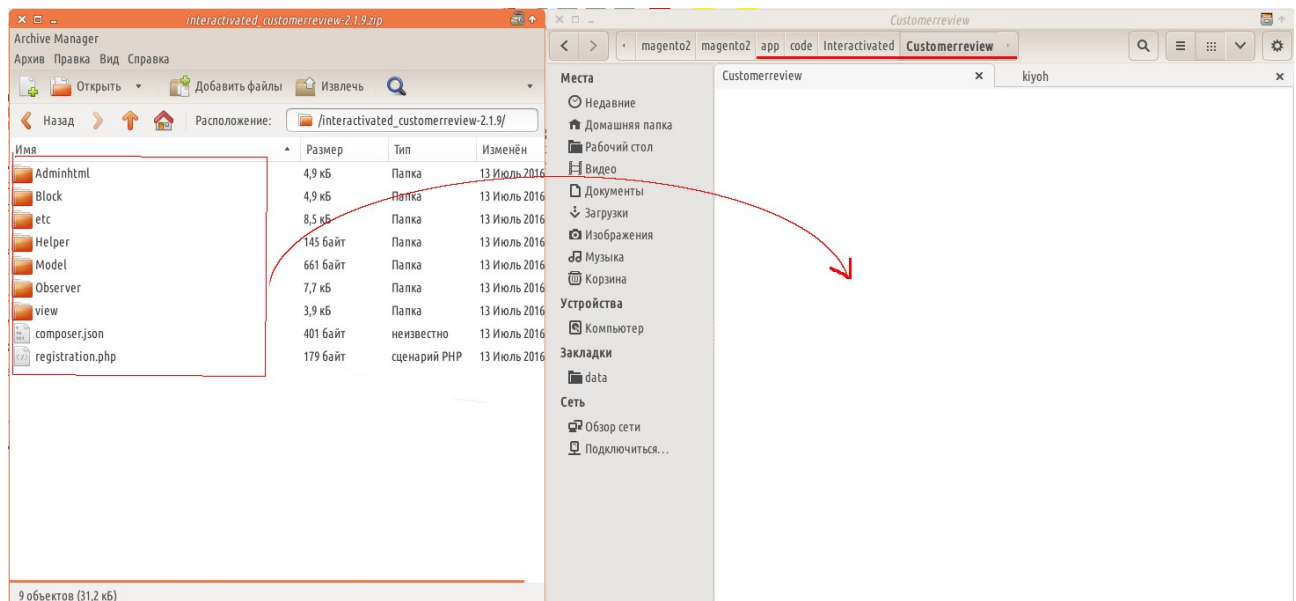 interactivated_customerreview-2.1.9.zip
Archive Manager
Архив Правка Вид Справка
Открыть Добавить файлы Извлечь
Назад Расположение: /interactivated_customerreview-2.1.9/
Имя Размер Тип Изменён
Adminhtml 4,9 кБ Папка 13 Июль 2016
Block 4,9 кБ Папка 13 Июль 2016
etc 8,5 кБ Папка 13 Июль 2016
Helper 145 байт Папка 13 Июль 2016
Model 661 байт Папка 13 Июль 2016
Observer 7,7 кБ Папка 13 Июль 2016
view 3,9 кБ Папка 13 Июль 2016
composer.json 401 байт неизвестно 13 Июль 2016
registration.php 179 байт сценарий PHP 13 Июль 2016
9 объектов (31,2 кБ)
Customerreview
magento2 magento2 app code Interactivated Customerreview
Customerreview kiyoh
Места
Недавние
Домашняя папка
Рабочий стол
Видео
Документы
Загрузки
Изображения
Музыка
Корзина
Устройства
Компьютер
Закладки
data
Сеть
Обзор сети
Подключиться...